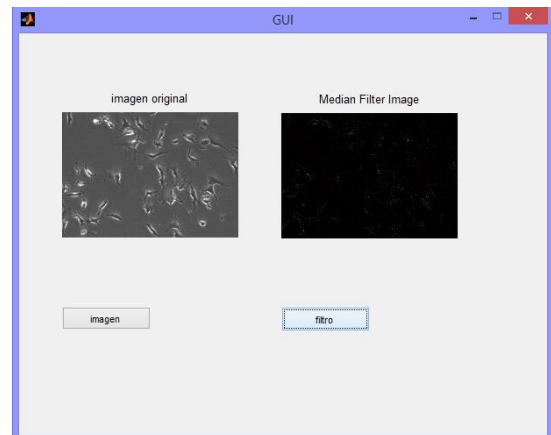 GUI
imagen original
Median Filter Image
imagen
filtro